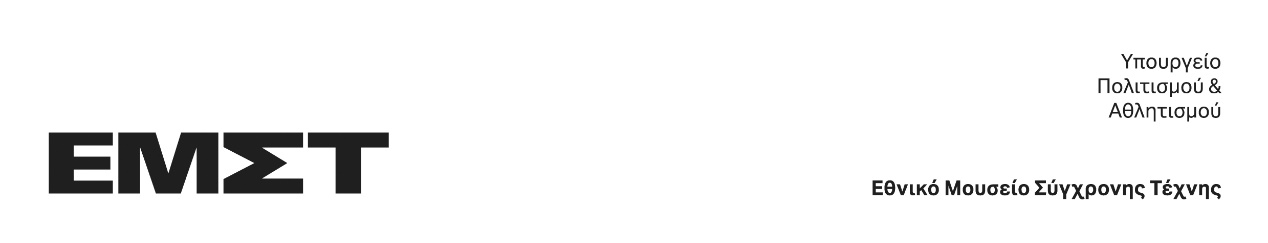 Υπουργείο
Πολιτισμού &
Αθλητισμού
ΕΜΣΤ
Εθνικό Μουσείο Σύγχρονης Τέχνης